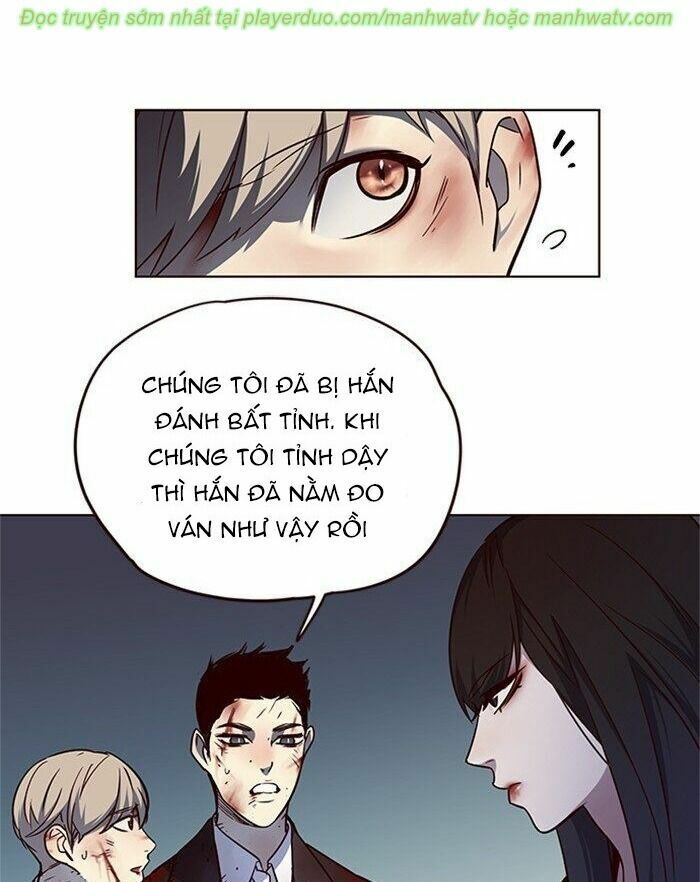 Đọc truyện sớm nhất tại playerduo.com/manhwatv hoặc manhwatv.com
CHÚNG TÔI ĐÃ BỊ HẮN
ĐÁNH BẤT TỈNH. KHI
CHÚNG TÔI TỈNH DẬY
THÌ HẮN ĐÃ NẰM ĐO
VÁN NHƯ VẬY RỒI